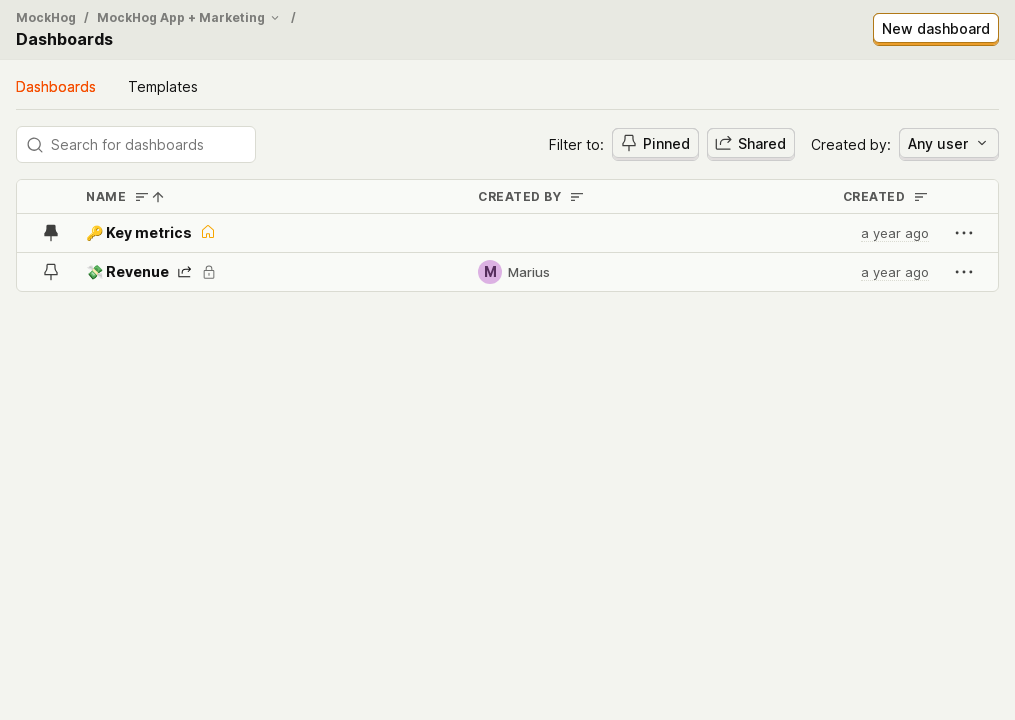 MockHog / MockHog App + Marketing /
Dashboards
New dashboard
Dashboards Templates
Search for dashboards
Filter to: Pinned Shared Created by: Any user
NAME CREATED BY CREATED
🔑 Key metrics a year ago
💸 Revenue M Marius a year ago